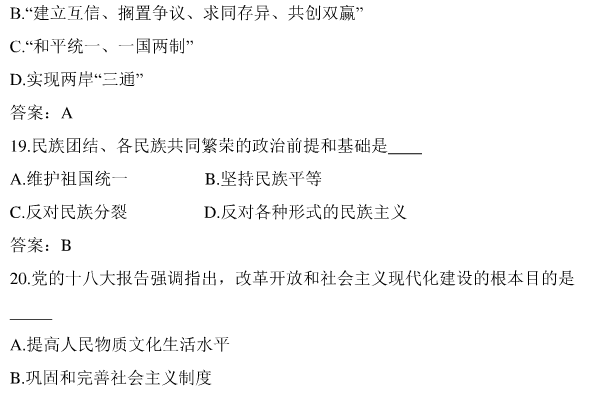 B.“建立互信、搁置争议、求同存异、共创双赢”
C.“和平统一、一国两制”
D.实现两岸“三通”
答案：A
19.民族团结、各民族共同繁荣的政治前提和基础是____
A.维护祖国统一 B.坚持民族平等
C.反对民族分裂 D.反对各种形式的民族主义
答案：B
20.党的十八大报告强调指出，改革开放和社会主义现代化建设的根本目的是
_____
A.提高人民物质文化生活水平
B.巩固和完善社会主义制度